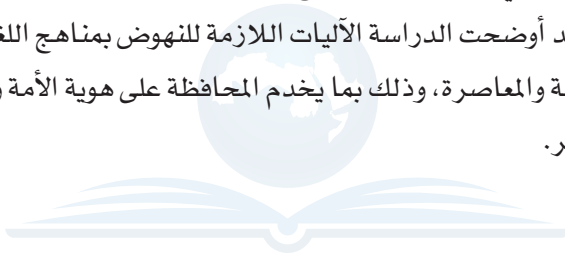 د أوضحت الدراسة الآليات اللازمة للنهوض بمناهج اللغ
ة والمعاصرة، وذلك بما يخدم المحافظة على هوية الأمة و
ر.